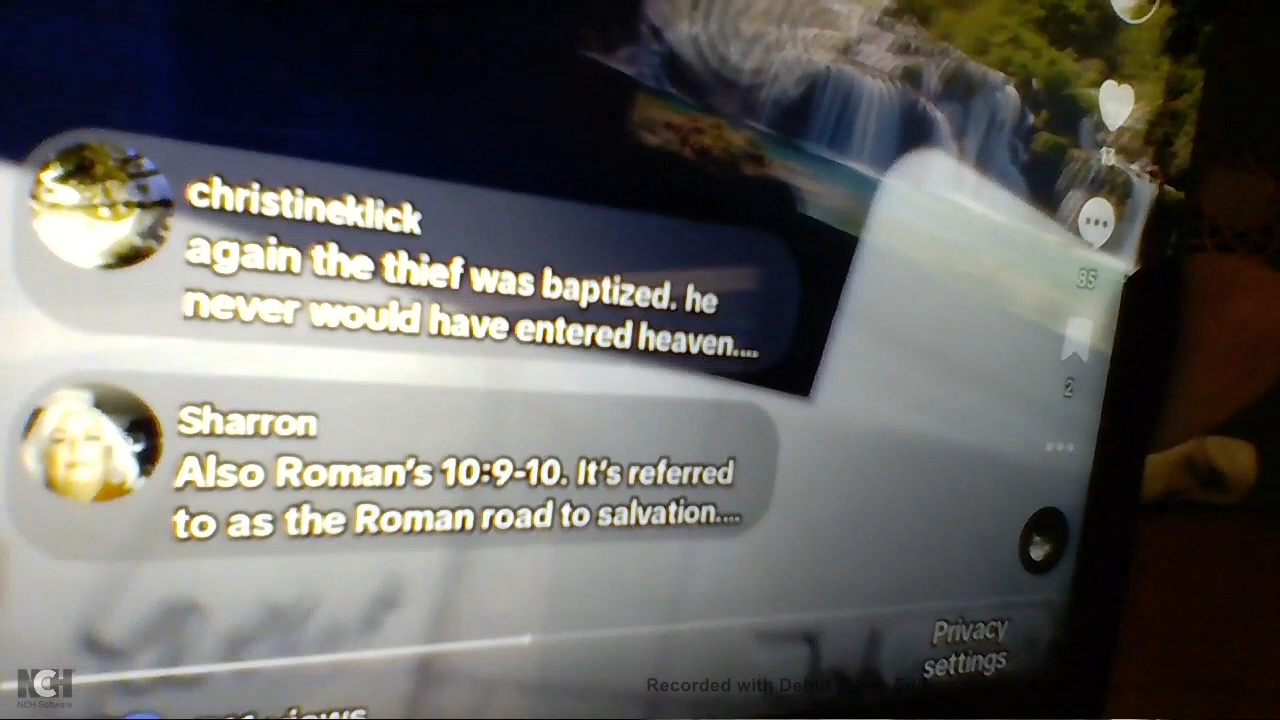 christineklick
again the thief was baptized. he
never would have entered heaven....
Sharron
Also Roman's 10:9-10. It's referred
to as the Roman road to salvation....
85
2
Privacy
settings
NCH
NCH Software
Recorded with Debut